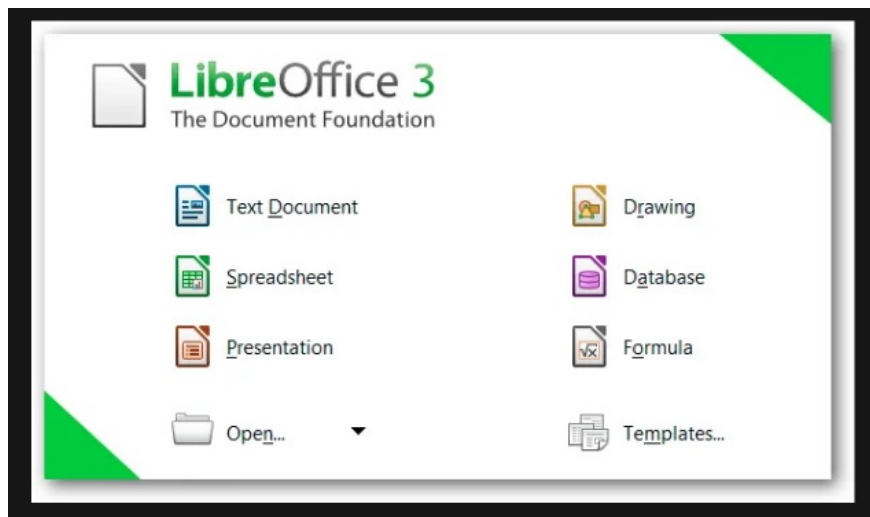 LibreOffice 3
The Document Foundation
Text Document
Drawing
Spreadsheet
Database
Presentation
Formula
Open...
Templates...